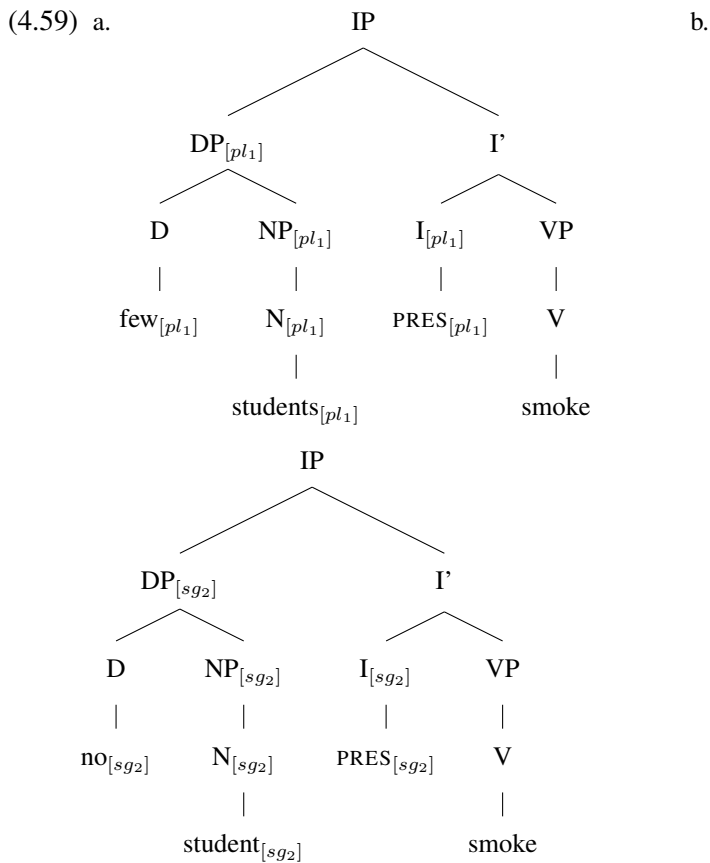 (4.59) a. IP b.
DP[pl₁] I'
D NP[pl₁] I[pl₁] VP
few[pl₁] N[pl₁] PRES[pl₁] V
students[pl₁] smoke
IP
DP[sg₂] I'
D NP[sg₂] I[sg₂] VP
no[sg₂] N[sg₂] PRES[sg₂] V
student[sg₂] smoke